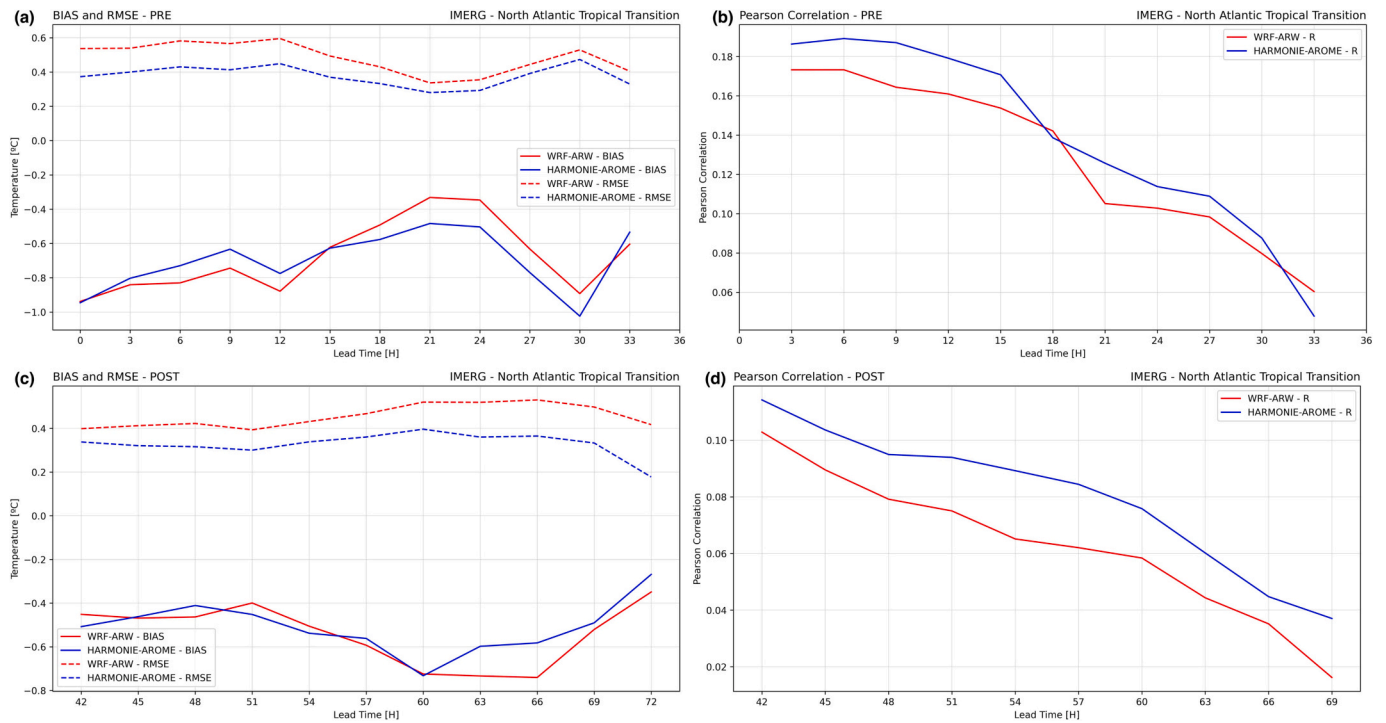 (a)
BIAS and RMSE - PRE
IMERG - North Atlantic Tropical Transition
0.6
0.4
0.2
0.0
−0.2
−0.4
−0.6
−0.8
−1.0
Temperature [ºC]
WRF-ARW - BIAS
HARMONIE-AROME - BIAS
WRF-ARW - RMSE
HARMONIE-AROME - RMSE
0 3 6 9 12 15 18 21 24 27 30 33 36
Lead Time [H]
(b)
Pearson Correlation - PRE
IMERG - North Atlantic Tropical Transition
WRF-ARW - R
HARMONIE-AROME - R
0.18
0.16
0.14
0.12
0.10
0.08
0.06
Pearson Correlation
0 3 6 9 12 15 18 21 24 27 30 33 36
Lead Time [H]
(c)
BIAS and RMSE - POST
IMERG - North Atlantic Tropical Transition
0.4
0.2
0.0
−0.2
−0.4
−0.6
−0.8
Temperature [ºC]
WRF-ARW - BIAS
HARMONIE-AROME - BIAS
WRF-ARW - RMSE
HARMONIE-AROME - RMSE
42 45 48 51 54 57 60 63 66 69 72
Lead Time [H]
(d)
Pearson Correlation - POST
IMERG - North Atlantic Tropical Transition
WRF-ARW - R
HARMONIE-AROME - R
0.10
0.08
0.06
0.04
0.02
Pearson Correlation
42 45 48 51 54 57 60 63 66 69
Lead Time [H]